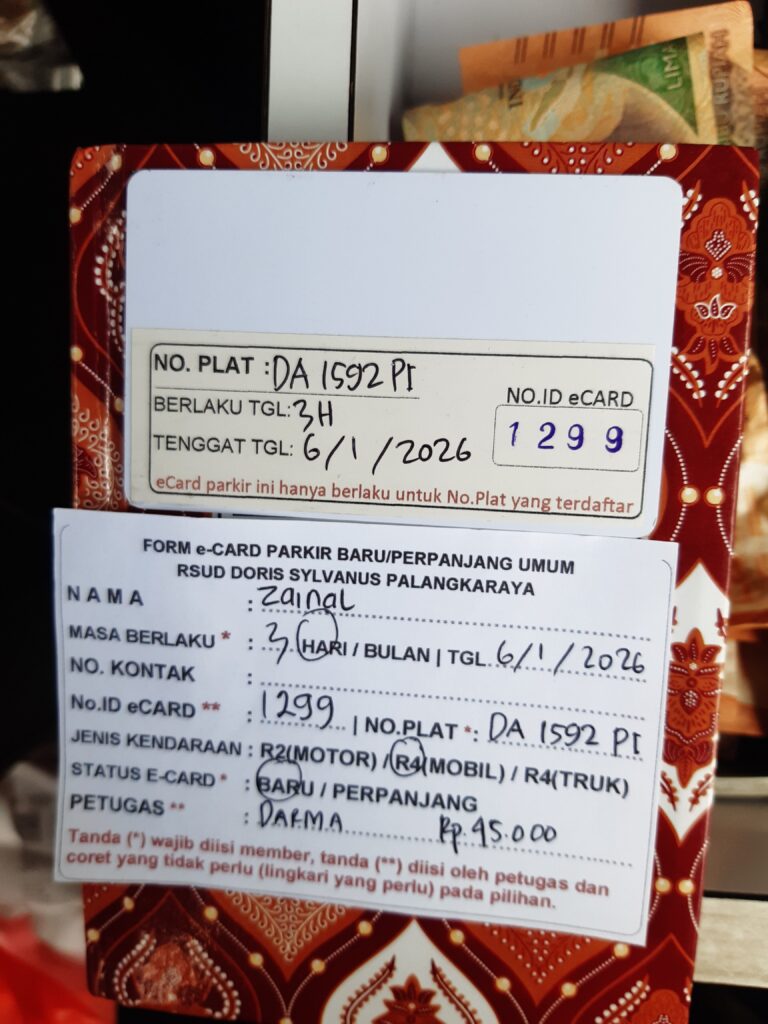 LIMA
RUPIAH
NO. PLAT : DA 1592 PI
BERLAKU TGL: 3H
TENGGAT TGL: 6/1/2026
NO.ID eCARD
1299
eCard parkir ini hanya berlaku untuk No.Plat yang terdaftar
FORM e-CARD PARKIR BARU/PERPANJANG UMUM
RSUD DORIS SYLVANUS PALANGKARAYA
NAMA : Zainal
MASA BERLAKU * : 3 HARI / BULAN | TGL. 6/1/2026
NO. KONTAK :
No.ID eCARD ** : 1299 | NO.PLAT *: DA 1592 PI
JENIS KENDARAAN : R2(MOTOR) / R4(MOBIL) / R4(TRUK)
STATUS E-CARD * : BARU / PERPANJANG
PETUGAS ** : DARMA Rp. 45.000
Tanda (*) wajib diisi member, tanda (**) diisi oleh petugas dan
coret yang tidak perlu (lingkari yang perlu) pada pilihan.